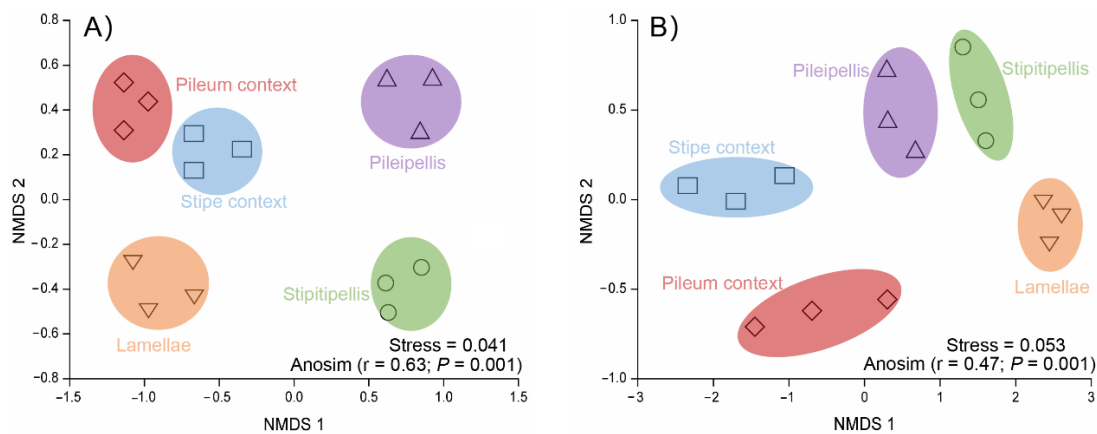 A)
0.8
0.6
0.4
0.2
0.0
−0.2
−0.4
−0.6
−0.8
NMDS 2
Pileum context
Stipe context
Pileipellis
Lamellae
Stipitipellis
Stress = 0.041
Anosim (r = 0.63; P = 0.001)
−1.5 −1.0 −0.5 0.0 0.5 1.0 1.5
NMDS 1
B)
1.0
0.5
0.0
−0.5
−1.0
NMDS 2
Pileipellis
Stipitipellis
Stipe context
Pileum context
Lamellae
Stress = 0.053
Anosim (r = 0.47; P = 0.001)
−3 −2 −1 0 1 2 3
NMDS 1